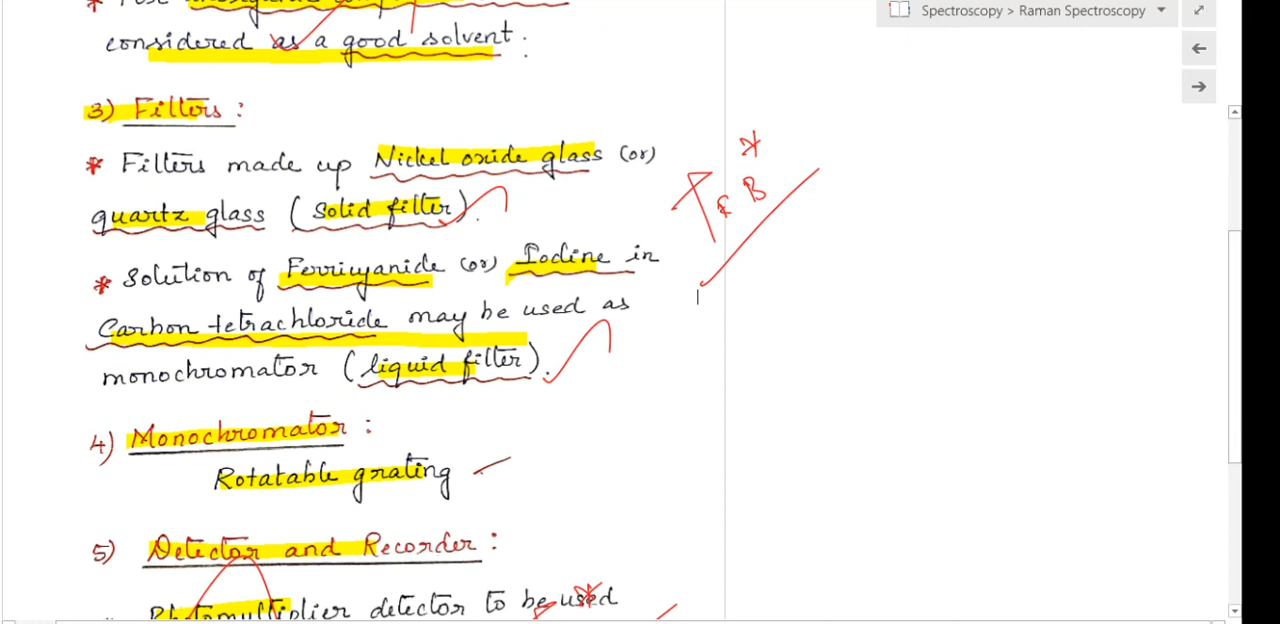 Spectroscopy > Raman Spectroscopy
considered as a good solvent.
3) Filters :
* Filters made up Nickel oxide glass (or)
quartz glass (solid filter).
* Solution of Ferricyanide (or) Iodine in
Carbon tetrachloride may be used as
monochromator (liquid filter).
4) Monochromator :
Rotatable grating
5) Detector and Recorder :
Photomultiplier detector to be used